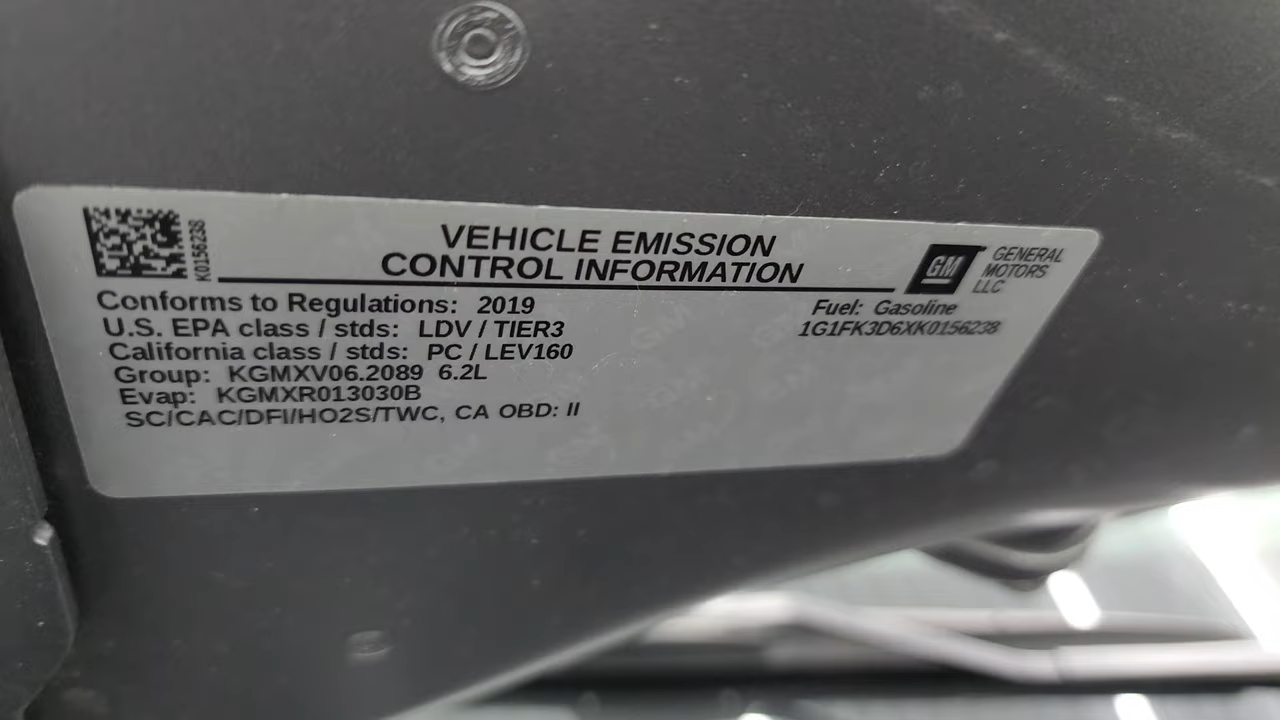 K0156238
VEHICLE EMISSION
CONTROL INFORMATION
GM
GENERAL
MOTORS
LLC
Conforms to Regulations: 2019
Fuel: Gasoline
U.S. EPA class / stds: LDV / TIER3
1G1FK3D6XK0156238
California class / stds: PC / LEV160
Group: KGMXV06.2089 6.2L
Evap: KGMXR013030B
SC/CAC/DFI/HO2S/TWC, CA OBD: II